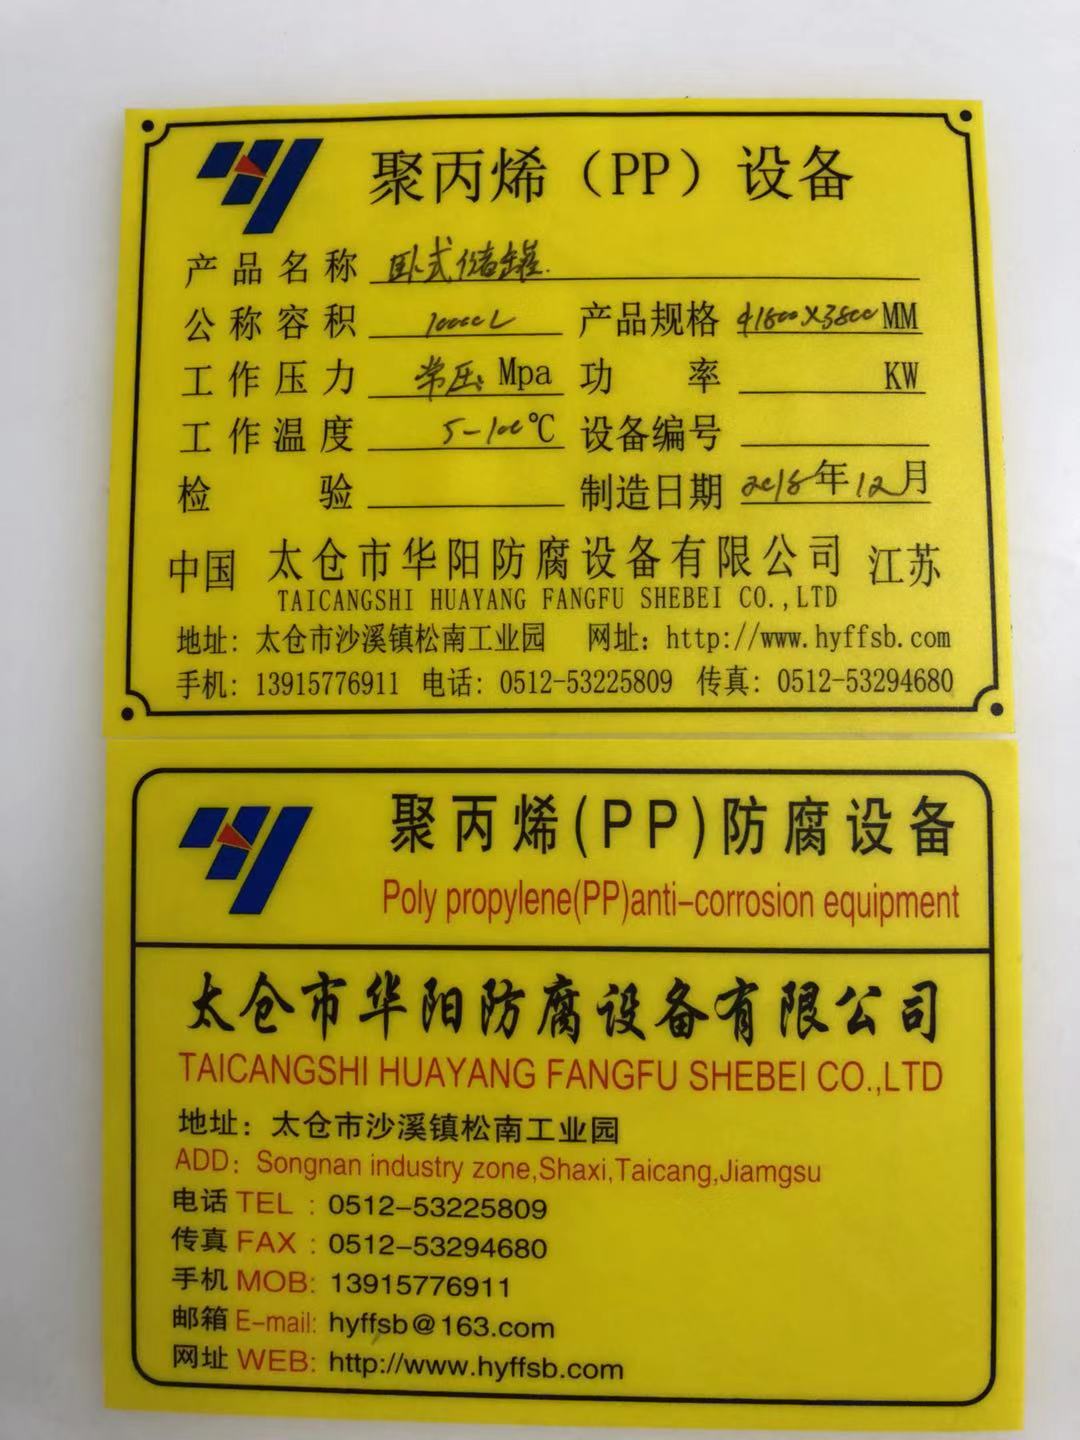 聚丙烯（PP）设备
产品名称 卧式储罐.
公称容积 10000L 产品规格 φ1800×3800MM
工作压力 常压 Mpa 功率 KW
工作温度 5-100℃ 设备编号
检验 制造日期 2018年12月
中国 太仓市华阳防腐设备有限公司 江苏
TAICANGSHI HUAYANG FANGFU SHEBEI CO.,LTD
地址: 太仓市沙溪镇松南工业园 网址: http://www.hyffsb.com
手机: 13915776911 电话: 0512-53225809 传真: 0512-53294680
聚丙烯(PP)防腐设备
Poly propylene(PP)anti-corrosion equipment
太仓市华阳防腐设备有限公司
TAICANGSHI HUAYANG FANGFU SHEBEI CO.,LTD
地址: 太仓市沙溪镇松南工业园
ADD: Songnan industry zone,Shaxi,Taicang,Jiamgsu
电话 TEL : 0512-53225809
传真 FAX : 0512-53294680
手机 MOB: 13915776911
邮箱 E-mail: hyffsb@163.com
网址 WEB: http://www.hyffsb.com